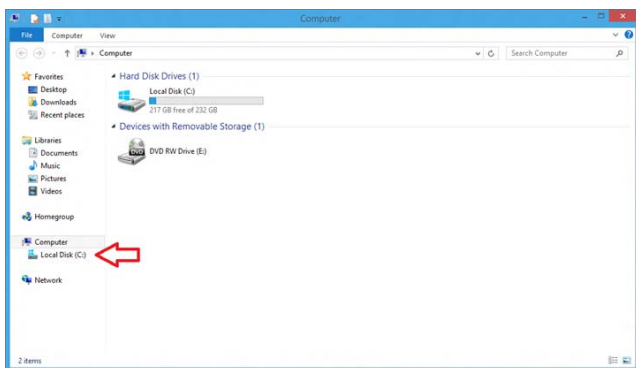 Computer
File Computer View
Computer
Search Computer
Favorites
Desktop
Downloads
Recent places
Libraries
Documents
Music
Pictures
Videos
Homegroup
Computer
Local Disk (C:)
Network
Hard Disk Drives (1)
Local Disk (C:)
217 GB free of 232 GB
Devices with Removable Storage (1)
DVD
DVD RW Drive (E:)
2 items